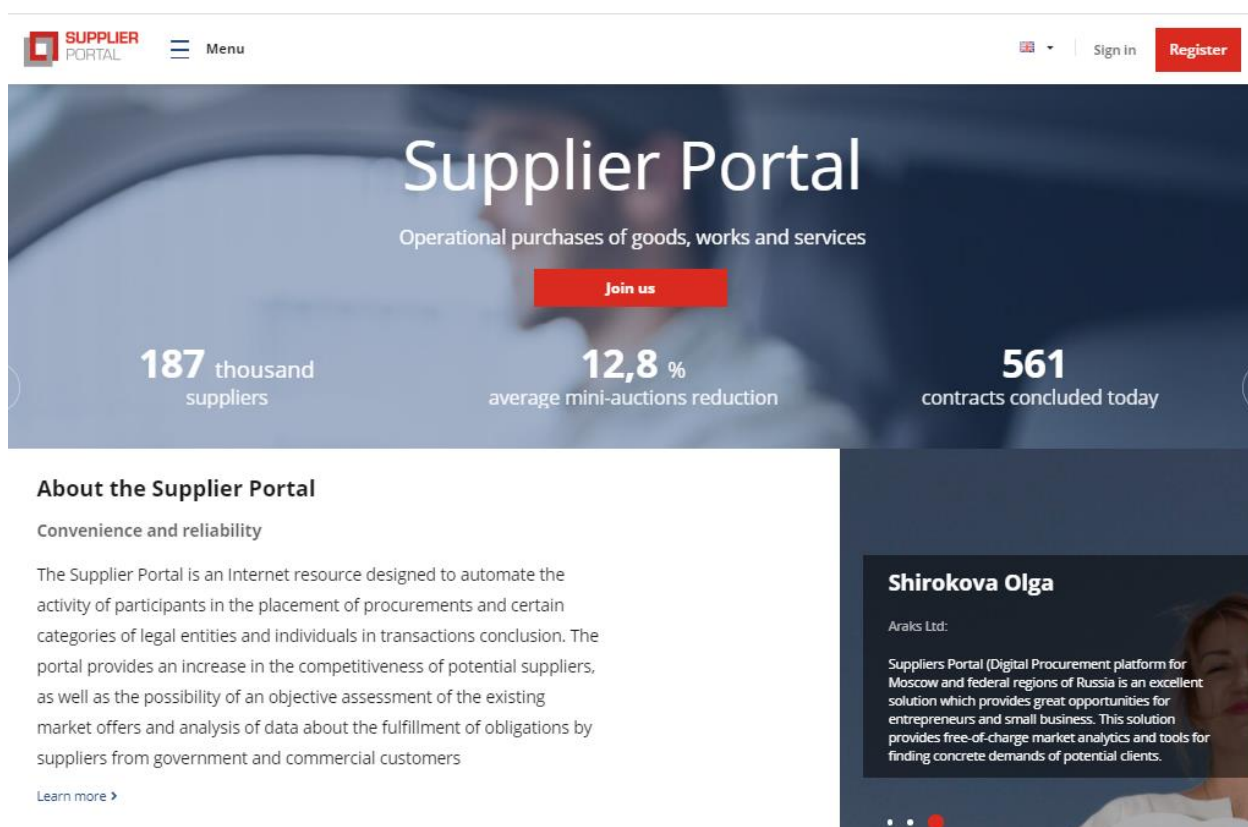 SUPPLIER
PORTAL
Menu
Sign in
Register
Supplier Portal
Operational purchases of goods, works and services
Join us
187 thousand
suppliers
12,8 %
average mini-auctions reduction
561
contracts concluded today
About the Supplier Portal
Convenience and reliability
The Supplier Portal is an Internet resource designed to automate the
activity of participants in the placement of procurements and certain
categories of legal entities and individuals in transactions conclusion. The
portal provides an increase in the competitiveness of potential suppliers,
as well as the possibility of an objective assessment of the existing
market offers and analysis of data about the fulfillment of obligations by
suppliers from government and commercial customers
Learn more >
Shirokova Olga
Araks Ltd:
Suppliers Portal (Digital Procurement platform for
Moscow and federal regions of Russia is an excellent
solution which provides great opportunities for
entrepreneurs and small business. This solution
provides free-of-charge market analytics and tools for
finding concrete demands of potential clients.